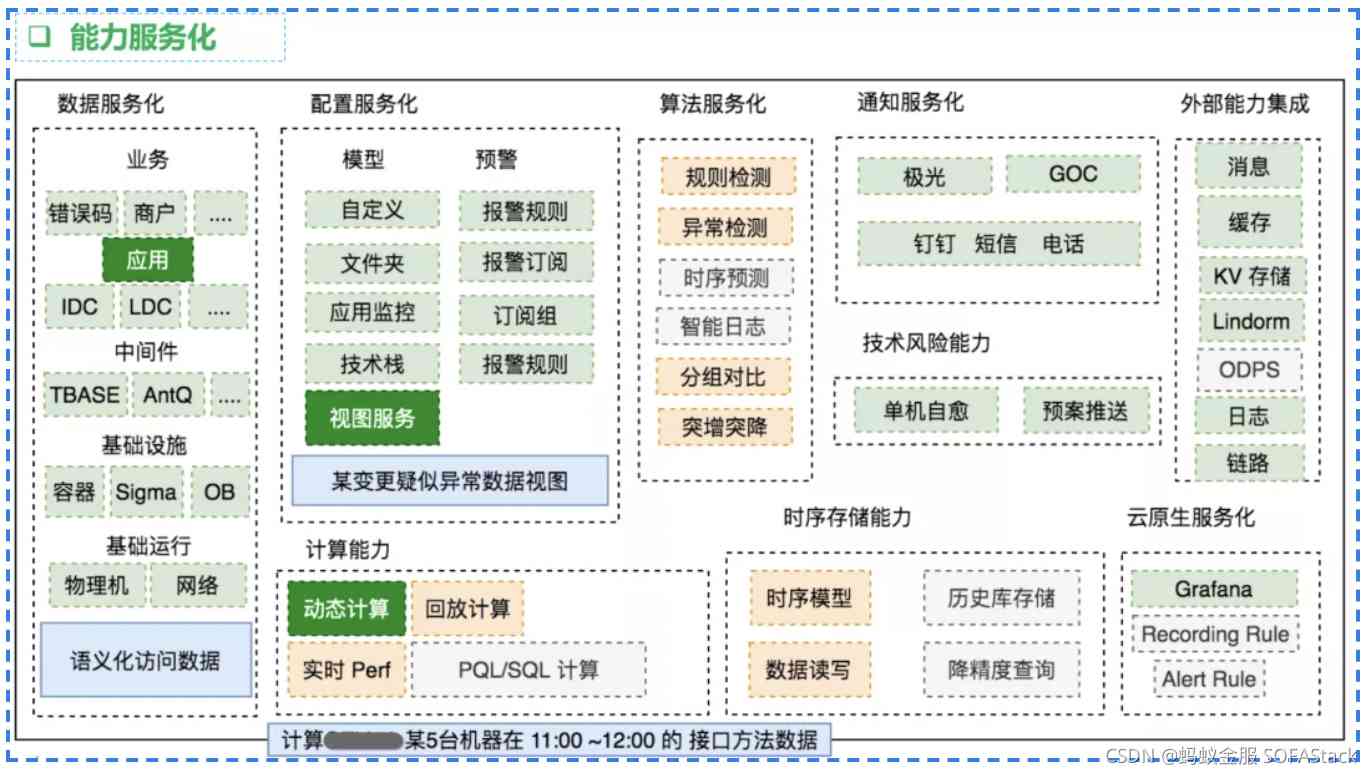 能力服务化
数据服务化
业务
错误码 商户 ....
应用
IDC LDC ....
中间件
TBASE AntQ ....
基础设施
容器 Sigma OB
基础运行
物理机 网络
语义化访问数据
配置服务化
模型 预警
自定义 报警规则
文件夹 报警订阅
应用监控 订阅组
技术栈 报警规则
视图服务
某变更疑似异常数据视图
计算能力
动态计算 回放计算
实时 Perf PQL/SQL 计算
计算 某5台机器在 11:00 ~12:00 的 接口方法数据
算法服务化
规则检测
异常检测
时序预测
智能日志
分组对比
突增突降
通知服务化
极光 GOC
钉钉 短信 电话
技术风险能力
单机自愈 预案推送
时序存储能力
时序模型 历史库存储
数据读写 降精度查询
外部能力集成
消息
缓存
KV 存储
Lindorm
ODPS
日志
链路
云原生服务化
Grafana
Recording Rule
Alert Rule
CSDN @蚂蚁金服 SOFAStack